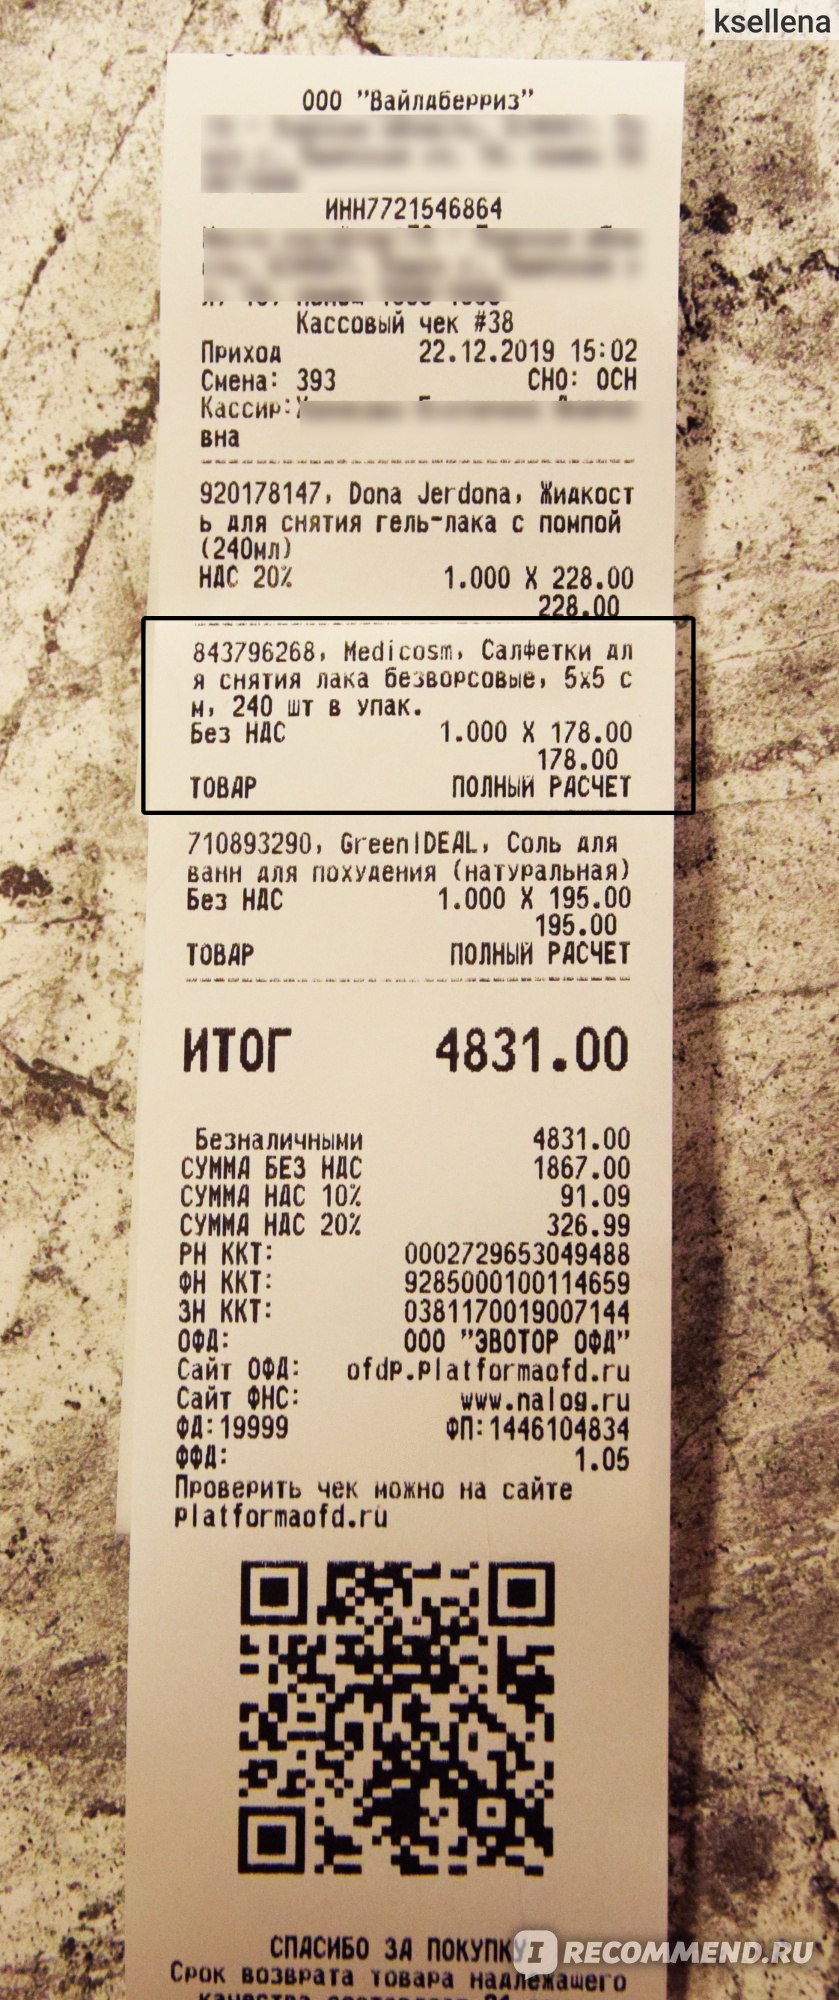 ksellena
ООО "Вайлдберриз"
ИНН7721546864
Кассовый чек #38
Приход 22.12.2019 15:02
Смена: 393 СНО: ОСН
Кассир:
вна
920178147, Dona Jerdona, Жидкост
ь для снятия гель-лака с помпой
(240мл)
НДС 20% 1.000 X 228.00
228.00
843796268, Medicosm, Салфетки дл
я снятия лака безворсовые, 5x5 с
м, 240 шт в упак.
Без НДС 1.000 X 178.00
178.00
ТОВАР ПОЛНЫЙ РАСЧЕТ
710893290, GreenIDEAL, Соль для
ванн для похудения (натуральная)
Без НДС 1.000 X 195.00
195.00
ТОВАР ПОЛНЫЙ РАСЧЕТ
ИТОГ 4831.00
Безналичными 4831.00
СУММА БЕЗ НДС 1867.00
СУММА НДС 10% 91.09
СУММА НДС 20% 326.99
РН ККТ: 0002729653049488
ФН ККТ: 9285000100114659
ЗН ККТ: 0381170019007144
ОФД: ООО "ЭВОТОР ОФД"
Сайт ОФД: ofdp.platformaofd.ru
Сайт ФНС: www.nalog.ru
ФД:19999 ФП:1446104834
ФФД: 1.05
Проверить чек можно на сайте
platformaofd.ru
СПАСИБО ЗА ПОКУПКУ
IRECOMMEND.RU
Срок возврата товара надлежащего